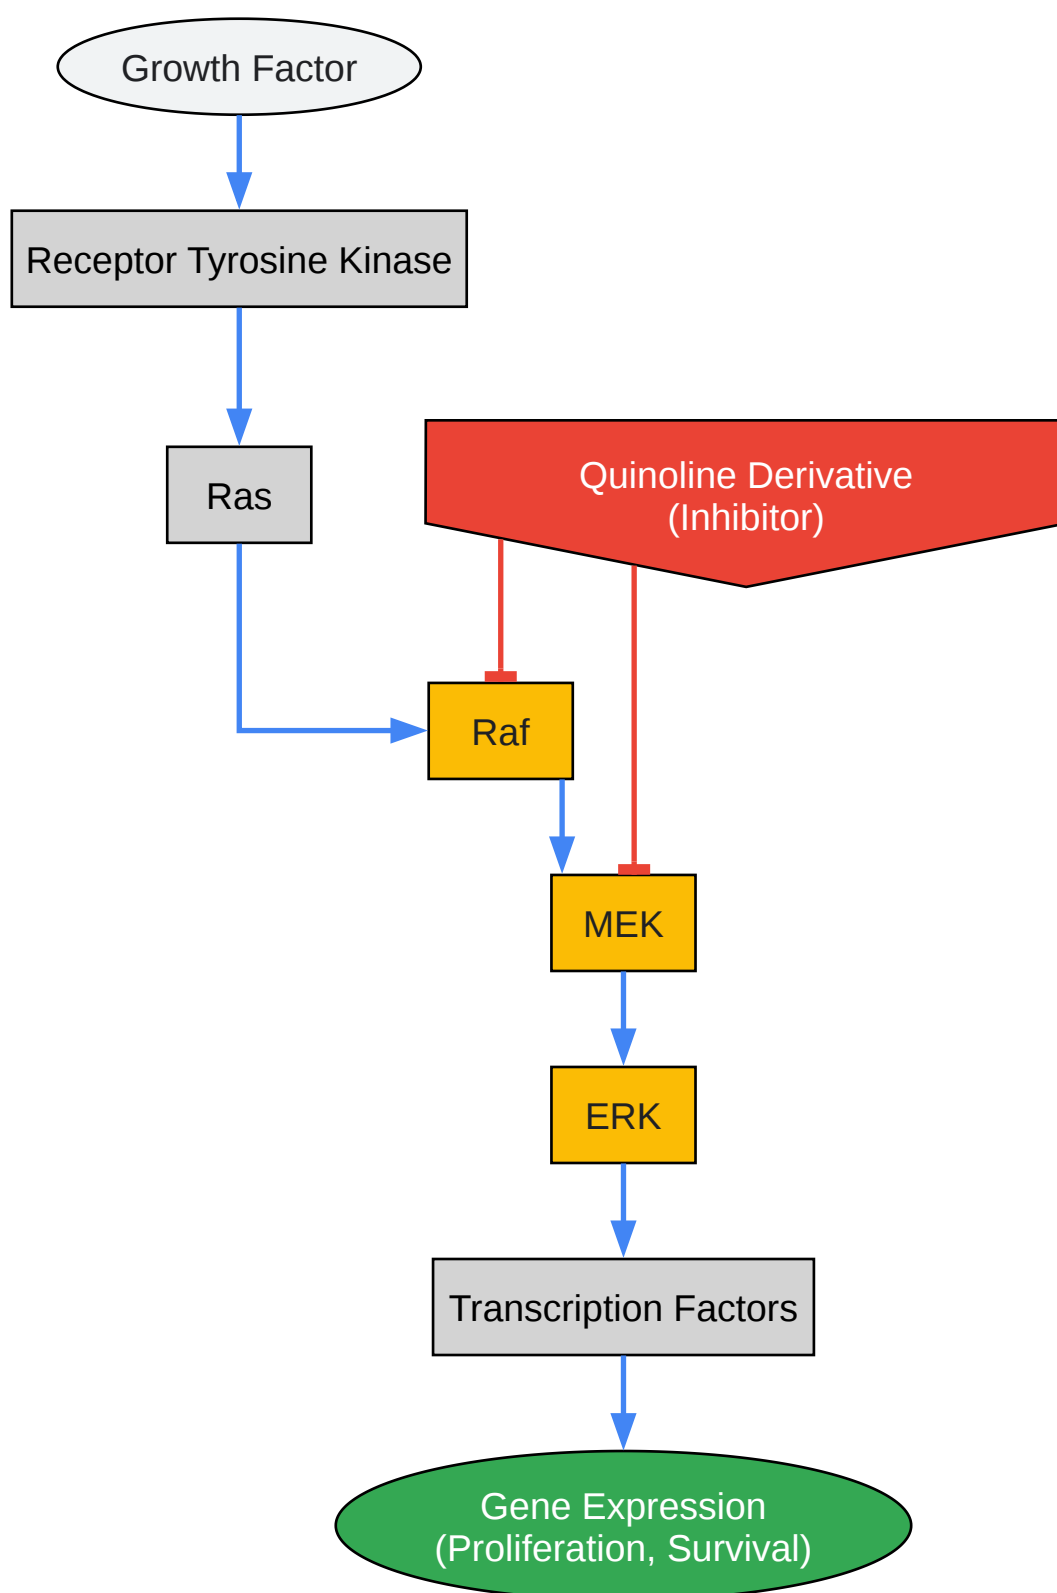 Growth Factor
Receptor Tyrosine Kinase
Ras
Quinoline Derivative
(Inhibitor)
Raf
MEK
ERK
Transcription Factors
Gene Expression
(Proliferation, Survival)